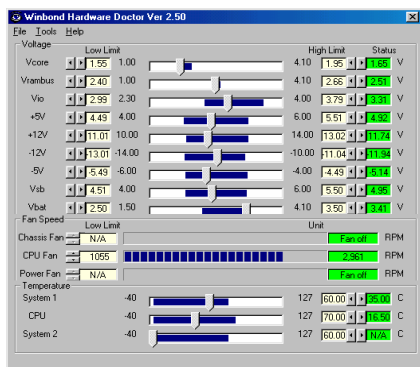 Winbond Hardware Doctor Ver 2.50
File Tools Help
Voltage
Low Limit High Limit Status
Vcore 1.55 1.00 4.10 1.95 1.65 V
Vrambus 2.40 1.00 4.10 2.66 2.51 V
Vio 2.99 2.30 4.00 3.79 3.31 V
+5V 4.49 4.00 6.00 5.51 4.92 V
+12V 11.01 10.00 14.00 13.02 11.74 V
-12V -13.01 -14.00 -10.00 -11.04 -11.94 V
-5V -5.49 -6.00 -4.00 -4.49 -5.14 V
Vsb 4.51 4.00 6.00 5.50 4.95 V
Vbat 2.50 1.50 4.10 3.50 3.41 V
Fan Speed
Low Limit Unit
Chassis Fan N/A Fan off RPM
CPU Fan 1055 2,961 RPM
Power Fan N/A Fan off RPM
Temperature
System 1 -40 127 60.00 35.00 C
CPU -40 127 70.00 16.50 C
System 2 -40 127 60.00 N/A C